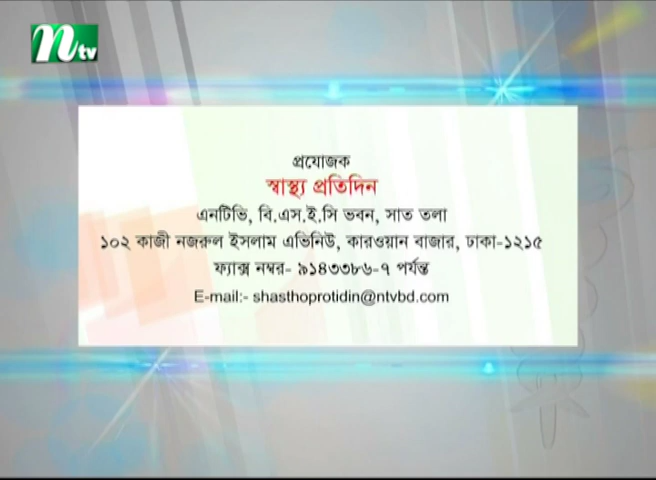 ntv
প্রযোজক
স্বাস্থ্য প্রতিদিন
এনটিভি, বি.এস.ই.সি ভবন, সাত তলা
১০২ কাজী নজরুল ইসলাম এভিনিউ, কারওয়ান বাজার, ঢাকা-১২১৫
ফ্যাক্স নম্বর- ৯১৪৩৩৮৬-৭ পর্যন্ত
E-mail:- shasthoprotidin@ntvbd.com